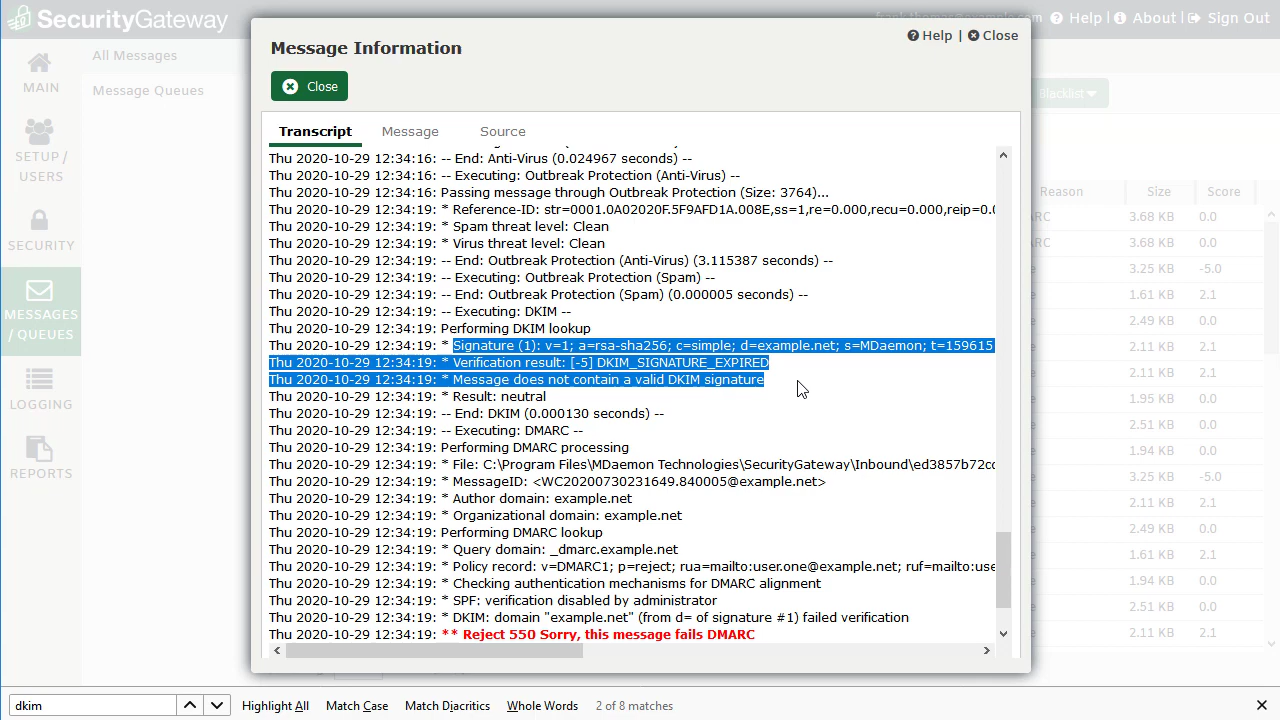 SecurityGateway
frank.thomas@example.com
Help | About | Sign Out
MAIN
SETUP / USERS
SECURITY
MESSAGES / QUEUES
LOGGING
REPORTS
All Messages
Message Queues
Blacklist
Message Information
Help | Close
Close
Transcript Message Source
Thu 2020-10-29 12:34:16: -- End: Anti-Virus (0.024967 seconds) --
Thu 2020-10-29 12:34:16: -- Executing: Outbreak Protection (Anti-Virus) --
Thu 2020-10-29 12:34:16: Passing message through Outbreak Protection (Size: 3764)...
Thu 2020-10-29 12:34:19: * Reference-ID: str=0001.0A02020F.5F9AFD1A.008E,ss=1,re=0.000,recu=0.000,reip=0.0
Thu 2020-10-29 12:34:19: * Spam threat level: Clean
Thu 2020-10-29 12:34:19: * Virus threat level: Clean
Thu 2020-10-29 12:34:19: -- End: Outbreak Protection (Anti-Virus) (3.115387 seconds) --
Thu 2020-10-29 12:34:19: -- Executing: Outbreak Protection (Spam) --
Thu 2020-10-29 12:34:19: -- End: Outbreak Protection (Spam) (0.000005 seconds) --
Thu 2020-10-29 12:34:19: -- Executing: DKIM --
Thu 2020-10-29 12:34:19: Performing DKIM lookup
Thu 2020-10-29 12:34:19: * Signature (1): v=1; a=rsa-sha256; c=simple; d=example.net; s=MDaemon; t=159615
Thu 2020-10-29 12:34:19: * Verification result: [-5] DKIM_SIGNATURE_EXPIRED
Thu 2020-10-29 12:34:19: * Message does not contain a valid DKIM signature
Thu 2020-10-29 12:34:19: * Result: neutral
Thu 2020-10-29 12:34:19: -- End: DKIM (0.000130 seconds) --
Thu 2020-10-29 12:34:19: -- Executing: DMARC --
Thu 2020-10-29 12:34:19: Performing DMARC processing
Thu 2020-10-29 12:34:19: * File: C:\Program Files\MDaemon Technologies\SecurityGateway\Inbound\ed3857b72cc
Thu 2020-10-29 12:34:19: * MessageID: <WC20200730231649.840005@example.net>
Thu 2020-10-29 12:34:19: * Author domain: example.net
Thu 2020-10-29 12:34:19: * Organizational domain: example.net
Thu 2020-10-29 12:34:19: Performing DMARC lookup
Thu 2020-10-29 12:34:19: * Query domain: _dmarc.example.net
Thu 2020-10-29 12:34:19: * Policy record: v=DMARC1; p=reject; rua=mailto:user.one@example.net; ruf=mailto:use
Thu 2020-10-29 12:34:19: * Checking authentication mechanisms for DMARC alignment
Thu 2020-10-29 12:34:19: * SPF: verification disabled by administrator
Thu 2020-10-29 12:34:19: * DKIM: domain "example.net" (from d= of signature #1) failed verification
Thu 2020-10-29 12:34:19: ** Reject 550 Sorry, this message fails DMARC
Reason Size Score
ARC 3.68 KB 0.0
ARC 3.68 KB 0.0
e 3.25 KB -5.0
e 1.61 KB 2.1
e 2.49 KB 0.0
e 2.11 KB 2.1
e 2.11 KB 2.1
e 1.95 KB 0.0
e 2.51 KB 0.0
e 1.94 KB 0.0
e 3.25 KB -5.0
e 2.11 KB 2.1
e 2.49 KB 0.0
e 1.61 KB 2.1
e 1.94 KB 0.0
e 2.51 KB 0.0
e 2.11 KB 2.1
dkim Highlight All Match Case Match Diacritics Whole Words 2 of 8 matches